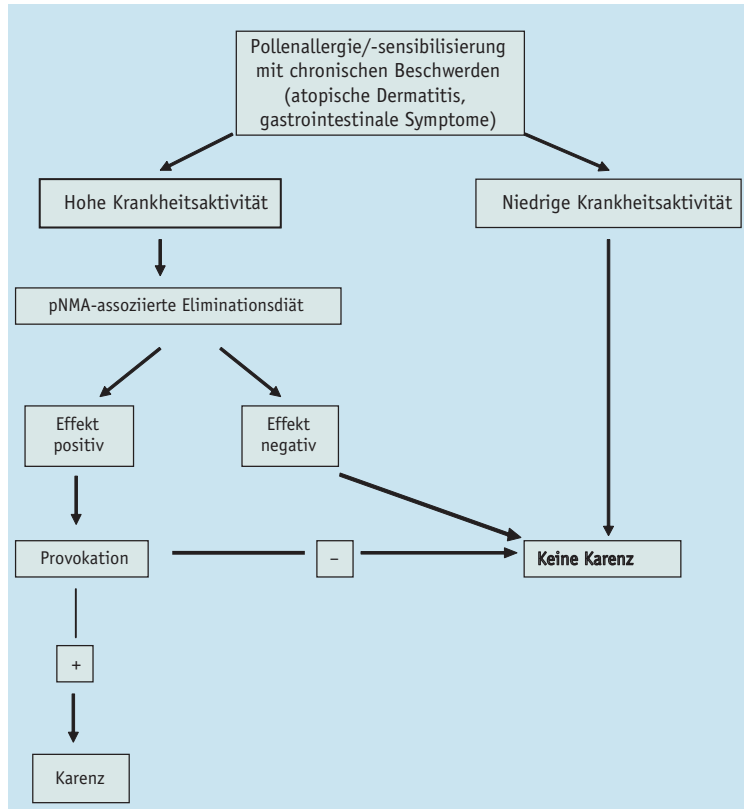 Pollenallergie/-sensibilisierung
mit chronischen Beschwerden
(atopische Dermatitis,
gastrointestinale Symptome)
Hohe Krankheitsaktivität
Niedrige Krankheitsaktivität
pNMA-assoziierte Eliminationsdiät
Effekt
positiv
Effekt
negativ
Provokation
–
Keine Karenz
+
Karenz